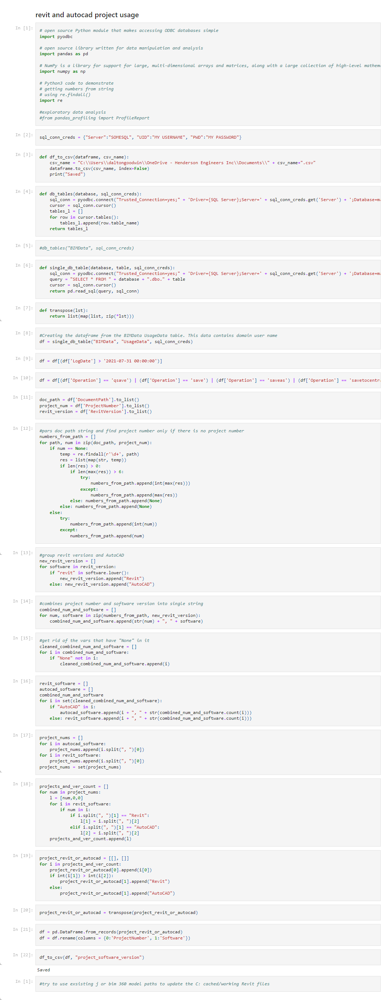 revit and autocad project usage
In [1]:
# open source Python module that makes accessing ODBC databases simple
import pyodbc
# open source library written for data manipulation and analysis
import pandas as pd
# NumPy is a library for support for large, multi-dimensional arrays and matrices, along with a large collection of high-level mathem
import numpy as np
# Python3 code to demonstrate
# getting numbers from string
# using re.findall()
import re
#exploratory data analysis
#from pandas_profiling import ProfileReport
In [2]:
sql_conn_creds = {"Server":"SOMESQL", "UID":"MY USERNAME", "PWD":"MY PASSWORD"}
In [3]:
def df_to_csv(dataframe, csv_name):
    csv_name = "C:\\Users\\daltongoodwin\\OneDrive - Henderson Engineers Inc\\Documents\\" + csv_name+".csv"
    dataframe.to_csv(csv_name, index=False)
    print("Saved")
In [4]:
def db_tables(database, sql_conn_creds):
    sql_conn = pyodbc.connect("Trusted_Connection=yes;" + 'Driver={SQL Server};Server=' + sql_conn_creds.get('Server') + ';Database=ma
    cursor = sql_conn.cursor()
    tables_l = []
    for row in cursor.tables():
        tables_l.append(row.table_name)
    return tables_l
In [5]:
#db_tables("BIMData", sql_conn_creds)
In [6]:
def single_db_table(database, table, sql_conn_creds):
    sql_conn = pyodbc.connect("Trusted_Connection=yes;" + 'Driver={SQL Server};Server=' + sql_conn_creds.get('Server') + ';Database=ma
    query = "SELECT * FROM " + database + ".dbo." + table
    cursor = sql_conn.cursor()
    return pd.read_sql(query, sql_conn)
In [7]:
def transpose(lst):
    return list(map(list, zip(*lst)))
In [8]:
#Creating the dataframe from the BIMData UsageData table. This data contains domain user name
df = single_db_table("BIMData", "UsageData", sql_conn_creds)
In [9]:
df = df[(df['LogDate'] > '2021-07-31 00:00:00')]
In [10]:
df = df[(df['Operation'] == 'qsave') | (df['Operation'] == 'save') | (df['Operation'] == 'saveas') | (df['Operation'] == 'savetocentr
In [11]:
doc_path = df['DocumentPath'].to_list()
project_num = df['ProjectNumber'].to_list()
revit_version = df['RevitVersion'].to_list()
In [12]:
#pars doc path string and find project number only if there is no project number
numbers_from_path = []
for path, num in zip(doc_path, project_num):
    if num == None:
        temp = re.findall(r'\d+', path)
        res = list(map(str, temp))
        if len(res) > 0:
            if len(max(res)) > 6:
                try:
                    numbers_from_path.append(int(max(res)))
                except:
                    numbers_from_path.append(max(res))
            else: numbers_from_path.append(None)
        else: numbers_from_path.append(None)
    else:
        try:
            numbers_from_path.append(int(num))
        except:
            numbers_from_path.append(num)
In [13]:
#group revit versions and AutoCAD
new_revit_version = []
for software in revit_version:
    if "revit" in software.lower():
        new_revit_version.append("Revit")
    else: new_revit_version.append("AutoCAD")
In [14]:
#combines project number and software version into single string
combined_num_and_software = []
for num, software in zip(numbers_from_path, new_revit_version):
    combined_num_and_software.append(str(num) + ", " + software)
In [15]:
#get rid of the vars that have "None" in it
cleaned_combined_num_and_software = []
for i in combined_num_and_software:
    if "None" not in i:
        cleaned_combined_num_and_software.append(i)
In [16]:
revit_software = []
autocad_software = []
combined_num_and_software
for i in set(cleaned_combined_num_and_software):
    if "AutoCAD" in i:
        autocad_software.append(i + ", " + str(combined_num_and_software.count(i)))
    else: revit_software.append(i + ", " + str(combined_num_and_software.count(i)))
In [17]:
project_nums = []
for i in autocad_software:
    project_nums.append(i.split(", ")[0])
for i in revit_software:
    project_nums.append(i.split(", ")[0])
project_nums = set(project_nums)
In [18]:
projects_and_ver_count = []
for num in project_nums:
    l = [num,0,0]
    for i in revit_software:
        if num in i:
            if i.split(", ")[1] == "Revit":
                l[1] = i.split(", ")[2]
            elif i.split(", ")[1] == "AutoCAD":
                l[2] = i.split(", ")[2]
    projects_and_ver_count.append(l)
In [19]:
project_revit_or_autocad = [[], []]
for i in projects_and_ver_count:
    project_revit_or_autocad[0].append(i[0])
    if int(i[1]) > int(i[2]):
        project_revit_or_autocad[1].append("Revit")
    else:
        project_revit_or_autocad[1].append("AutoCAD")
In [20]:
project_revit_or_autocad = transpose(project_revit_or_autocad)
In [21]:
df = pd.DataFrame.from_records(project_revit_or_autocad)
df = df.rename(columns = {0:'ProjectNumber', 1:'Software'})
In [22]:
df_to_csv(df, "project_software_version")
Saved
In [1]:
#try to use exsisting j or bim 360 model paths to update the C: cached/working Revit files